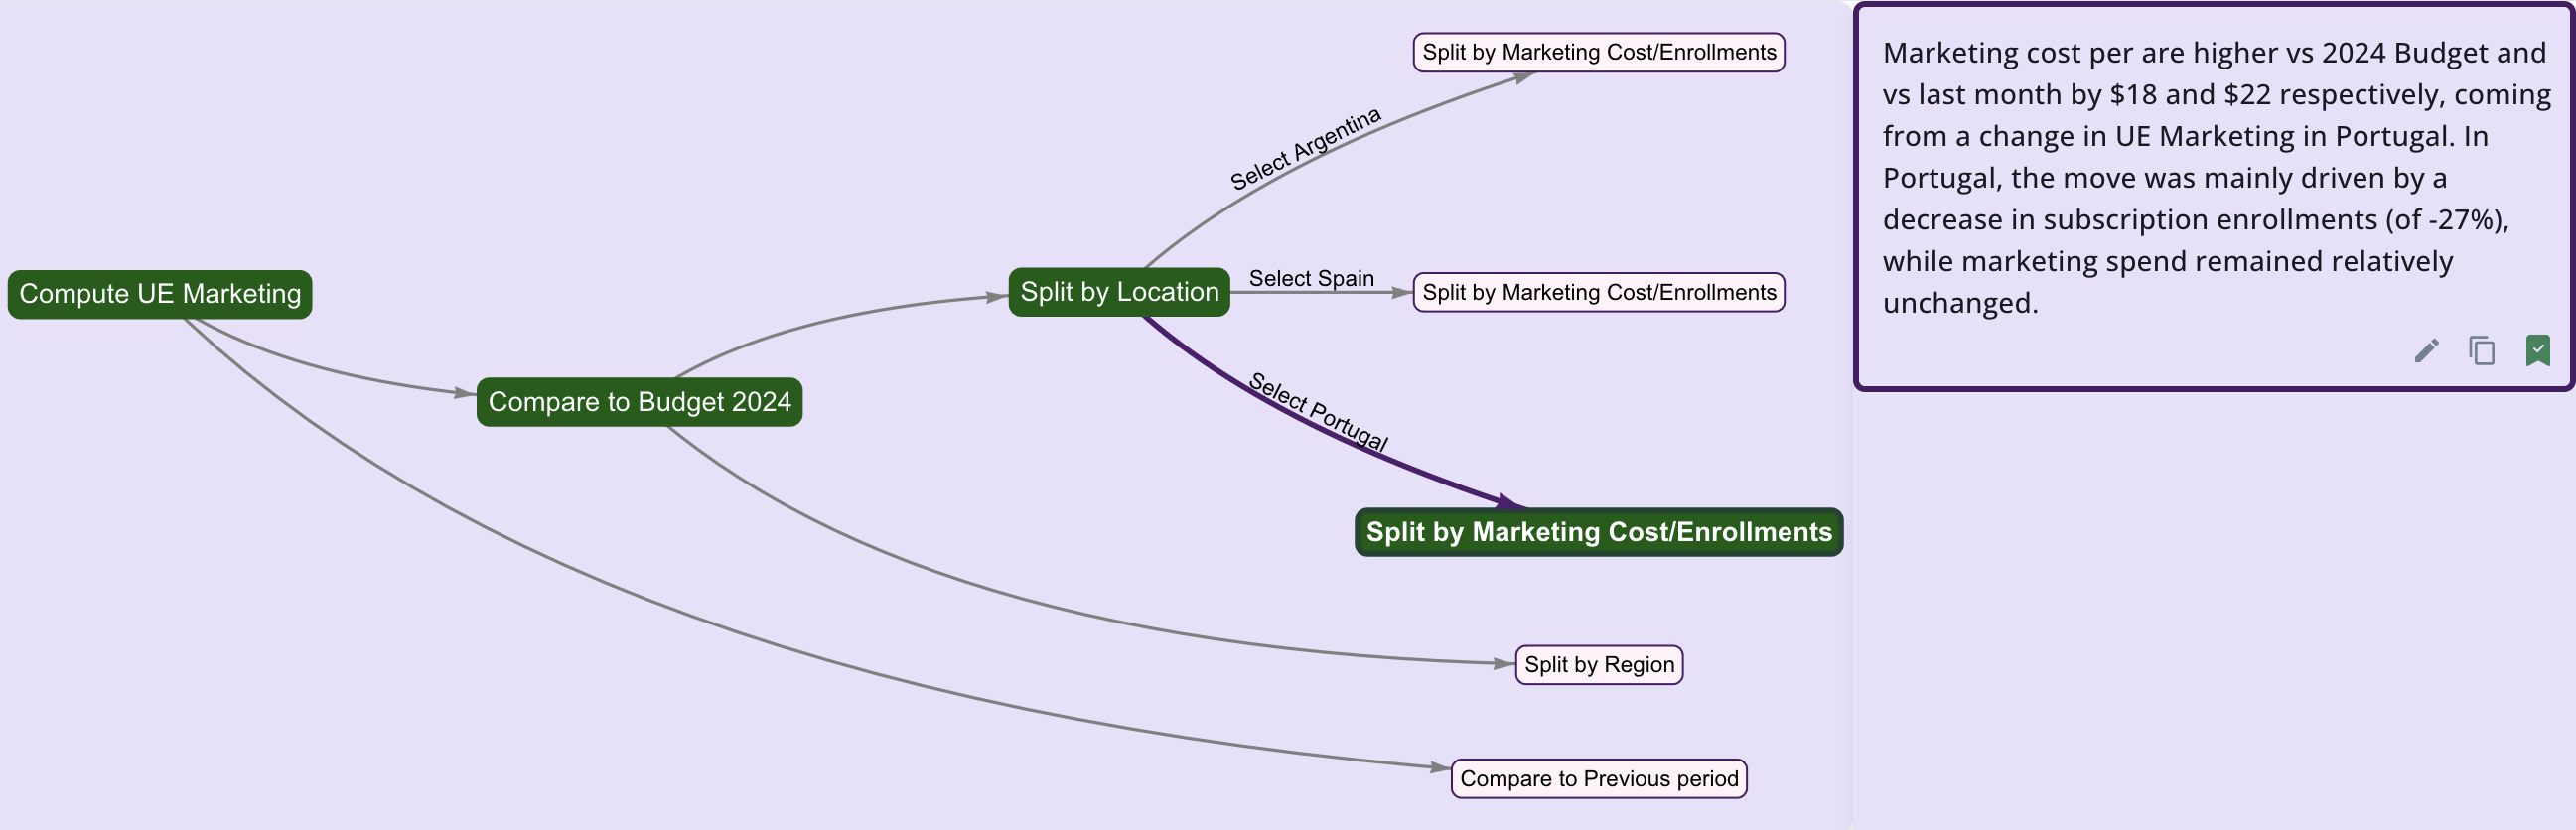 Split by Marketing Cost/Enrollments
Select Argentina
Compute UE Marketing
Split by Location
Select Spain
Split by Marketing Cost/Enrollments
Compare to Budget 2024
Select Portugal
Split by Marketing Cost/Enrollments
Split by Region
Compare to Previous period
Marketing cost per are higher vs 2024 Budget and
vs last month by $18 and $22 respectively, coming
from a change in UE Marketing in Portugal. In
Portugal, the move was mainly driven by a
decrease in subscription enrollments (of -27%),
while marketing spend remained relatively
unchanged.